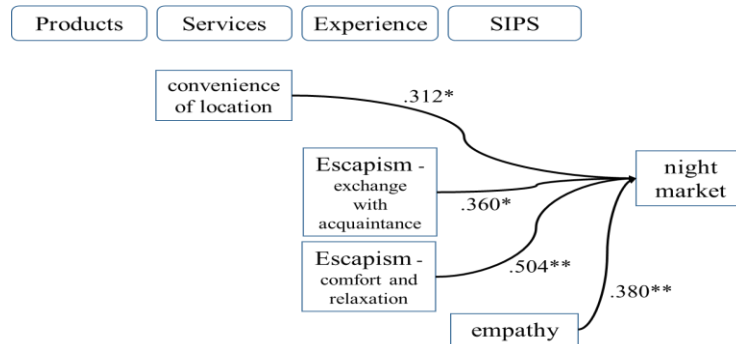 Products
Services
Experience
SIPS
convenience
of location
.312*
Escapism -
exchange
with
acquaintance
.360*
night
market
Escapism -
comfort and
relaxation
.504**
.380**
empathy